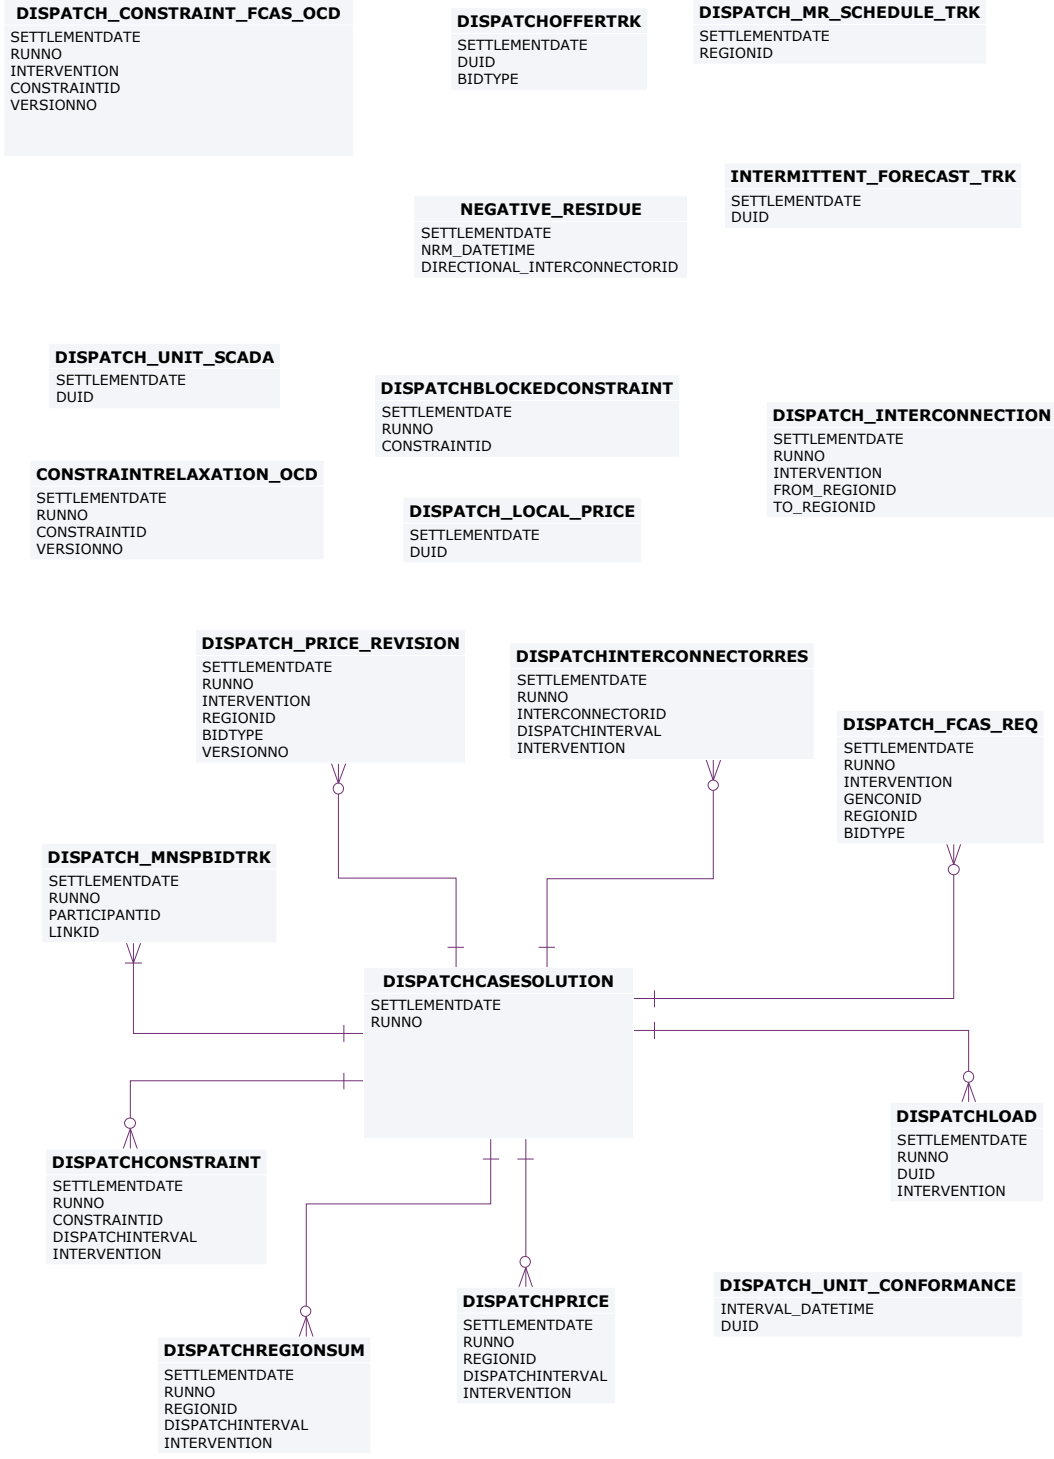 DISPATCH_CONSTRAINT_FCAS_OCD
SETTLEMENTDATE
RUNNO
INTERVENTION
CONSTRAINTID
VERSIONNO
DISPATCHOFFERTRK
SETTLEMENTDATE
DUID
BIDTYPE
DISPATCH_MR_SCHEDULE_TRK
SETTLEMENTDATE
REGIONID
INTERMITTENT_FORECAST_TRK
SETTLEMENTDATE
DUID
NEGATIVE_RESIDUE
SETTLEMENTDATE
NRM_DATETIME
DIRECTIONAL_INTERCONNECTORID
DISPATCH_UNIT_SCADA
SETTLEMENTDATE
DUID
DISPATCHBLOCKEDCONSTRAINT
SETTLEMENTDATE
RUNNO
CONSTRAINTID
DISPATCH_INTERCONNECTION
SETTLEMENTDATE
RUNNO
INTERVENTION
FROM_REGIONID
TO_REGIONID
CONSTRAINTRELAXATION_OCD
SETTLEMENTDATE
RUNNO
CONSTRAINTID
VERSIONNO
DISPATCH_LOCAL_PRICE
SETTLEMENTDATE
DUID
DISPATCH_PRICE_REVISION
SETTLEMENTDATE
RUNNO
INTERVENTION
REGIONID
BIDTYPE
VERSIONNO
DISPATCHINTERCONNECTORRES
SETTLEMENTDATE
RUNNO
INTERCONNECTORID
DISPATCHINTERVAL
INTERVENTION
DISPATCH_FCAS_REQ
SETTLEMENTDATE
RUNNO
INTERVENTION
GENCONID
REGIONID
BIDTYPE
DISPATCH_MNSPBIDTRK
SETTLEMENTDATE
RUNNO
PARTICIPANTID
LINKID
DISPATCHCASESOLUTION
SETTLEMENTDATE
RUNNO
DISPATCHLOAD
SETTLEMENTDATE
RUNNO
DUID
INTERVENTION
DISPATCHCONSTRAINT
SETTLEMENTDATE
RUNNO
CONSTRAINTID
DISPATCHINTERVAL
INTERVENTION
DISPATCH_UNIT_CONFORMANCE
INTERVAL_DATETIME
DUID
DISPATCHPRICE
SETTLEMENTDATE
RUNNO
REGIONID
DISPATCHINTERVAL
INTERVENTION
DISPATCHREGIONSUM
SETTLEMENTDATE
RUNNO
REGIONID
DISPATCHINTERVAL
INTERVENTION